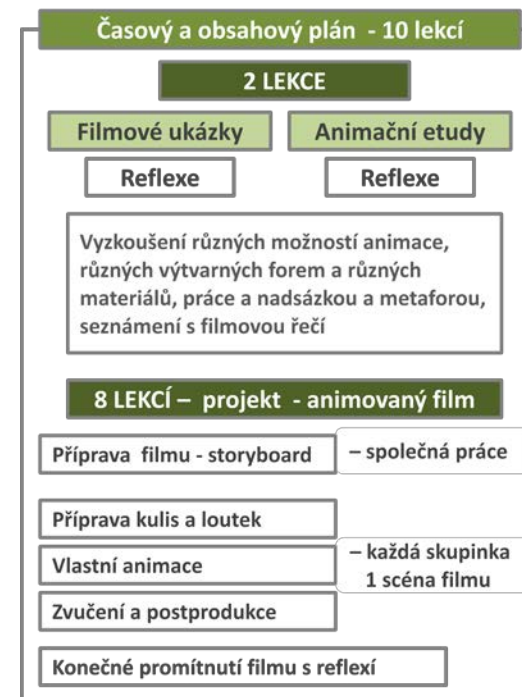 Časový a obsahový plán - 10 lekcí
2 LEKCE
Filmové ukázky
Animační etudy
Reflexe
Reflexe
Vyzkoušení různých možností animace,
různých výtvarných forem a různých
materiálů, práce a nadsázkou a metaforou,
seznámení s filmovou řečí
8 LEKCÍ – projekt - animovaný film
Příprava filmu - storyboard
– společná práce
Příprava kulis a loutek
Vlastní animace
– každá skupinka
1 scéna filmu
Zvučení a postprodukce
Konečné promítnutí filmu s reflexí